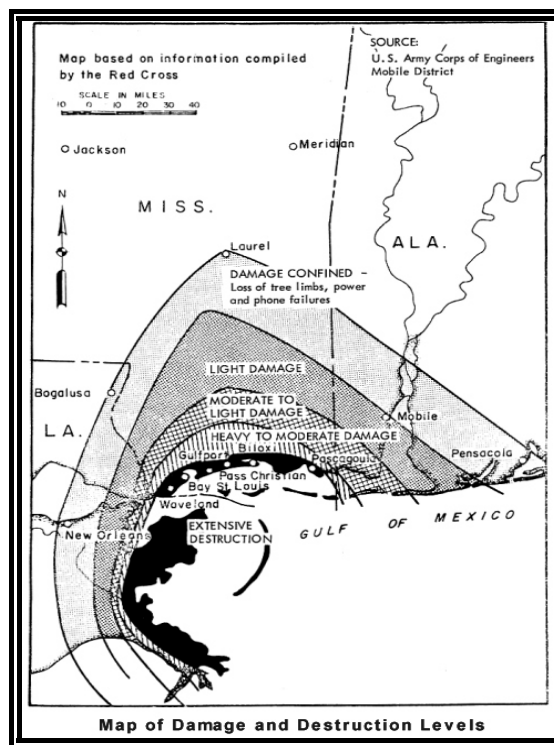 Map based on information compiled
by the Red Cross
SCALE IN MILES
10 0 10 20 30 40
SOURCE:
U.S. Army Corps of Engineers
Mobile District
Jackson
Meridian
N
MISS.
ALA.
Laurel
DAMAGE CONFINED -
Loss of tree limbs, power
and phone failures
LIGHT DAMAGE
Bogalusa
MODERATE TO
LIGHT DAMAGE
Mobile
LA.
HEAVY TO MODERATE DAMAGE
Biloxi
Gulfport
Pascagoula
Pensacola
Pass Christian
Bay St Louis
Waveland
New Orleans
EXTENSIVE
DESTRUCTION
GULF OF MEXICO
Map of Damage and Destruction Levels